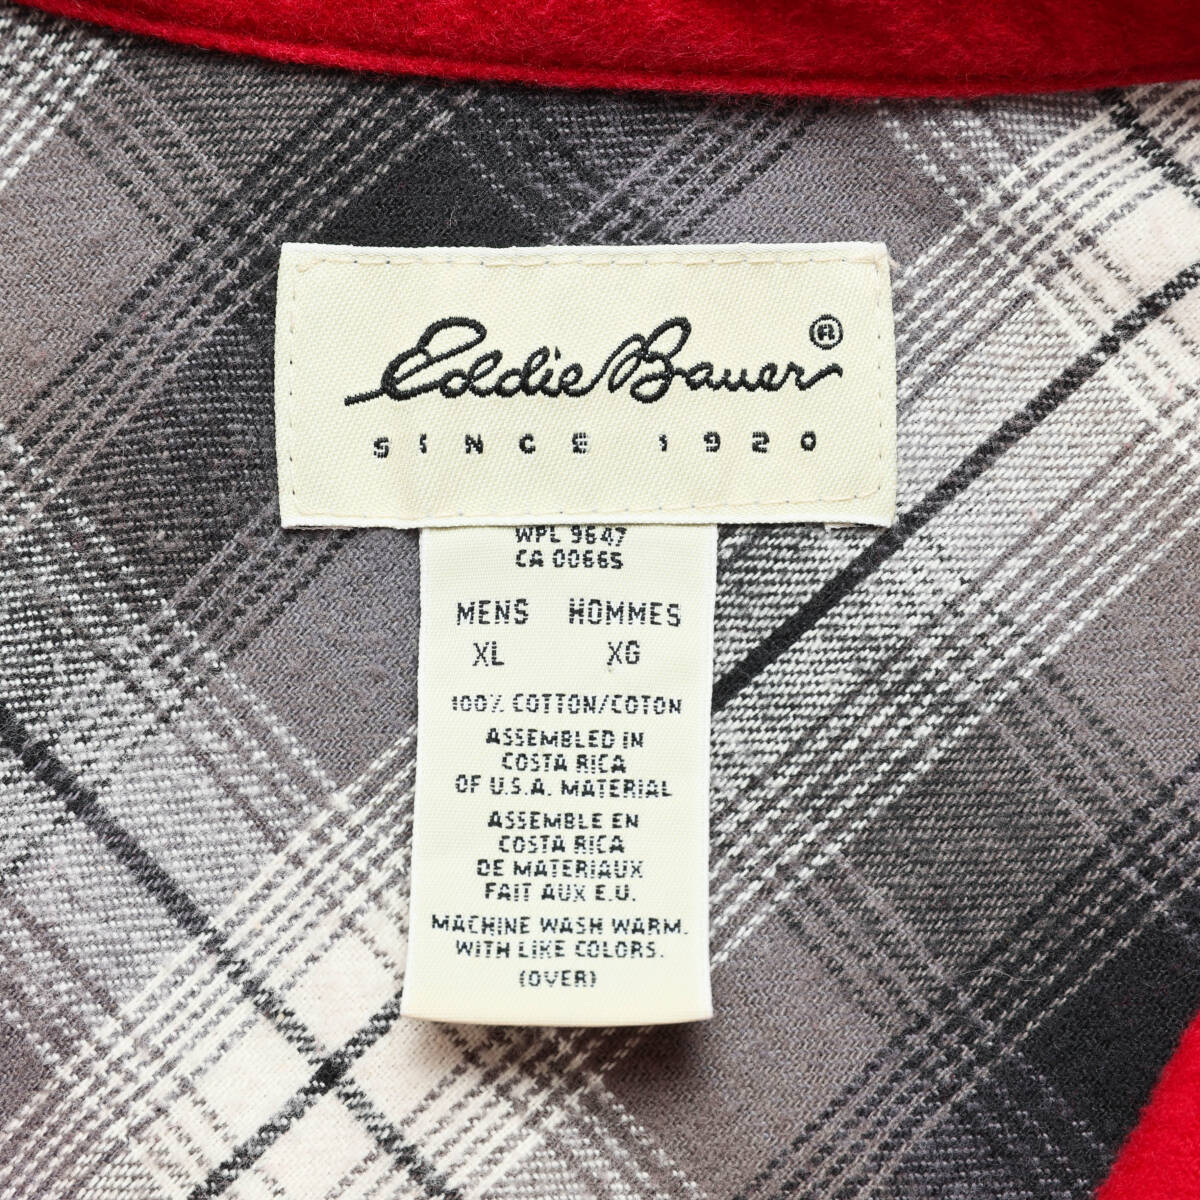 Eddie Bauer®
SINCE 1920
WPL 9647
CA 00665
MENS HOMMES
XL XG
100% COTTON/COTON
ASSEMBLED IN
COSTA RICA
OF U.S.A. MATERIAL
ASSEMBLE EN
COSTA RICA
DE MATERIAUX
FAIT AUX E.U.
MACHINE WASH WARM.
WITH LIKE COLORS.
(OVER)